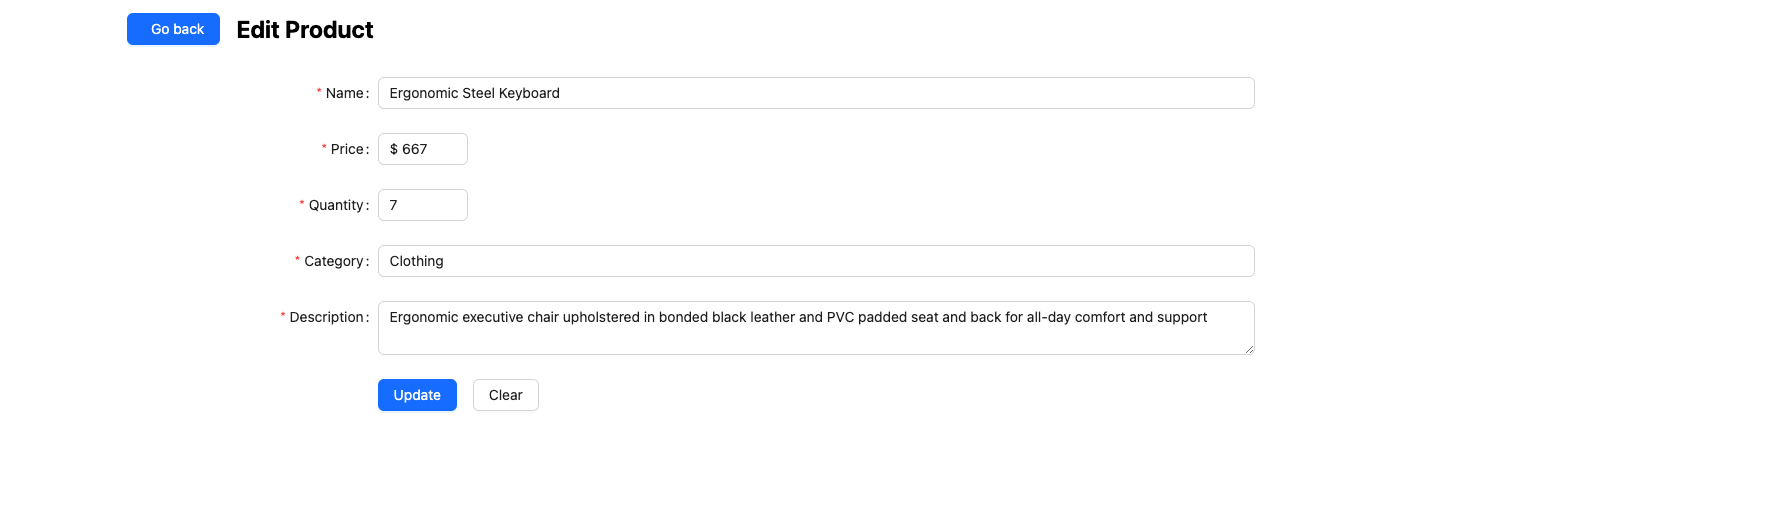 Go back Edit Product
* Name:
Ergonomic Steel Keyboard
* Price:
$ 667
* Quantity:
7
* Category:
Clothing
* Description:
Ergonomic executive chair upholstered in bonded black leather and PVC padded seat and back for all-day comfort and support
Update Clear